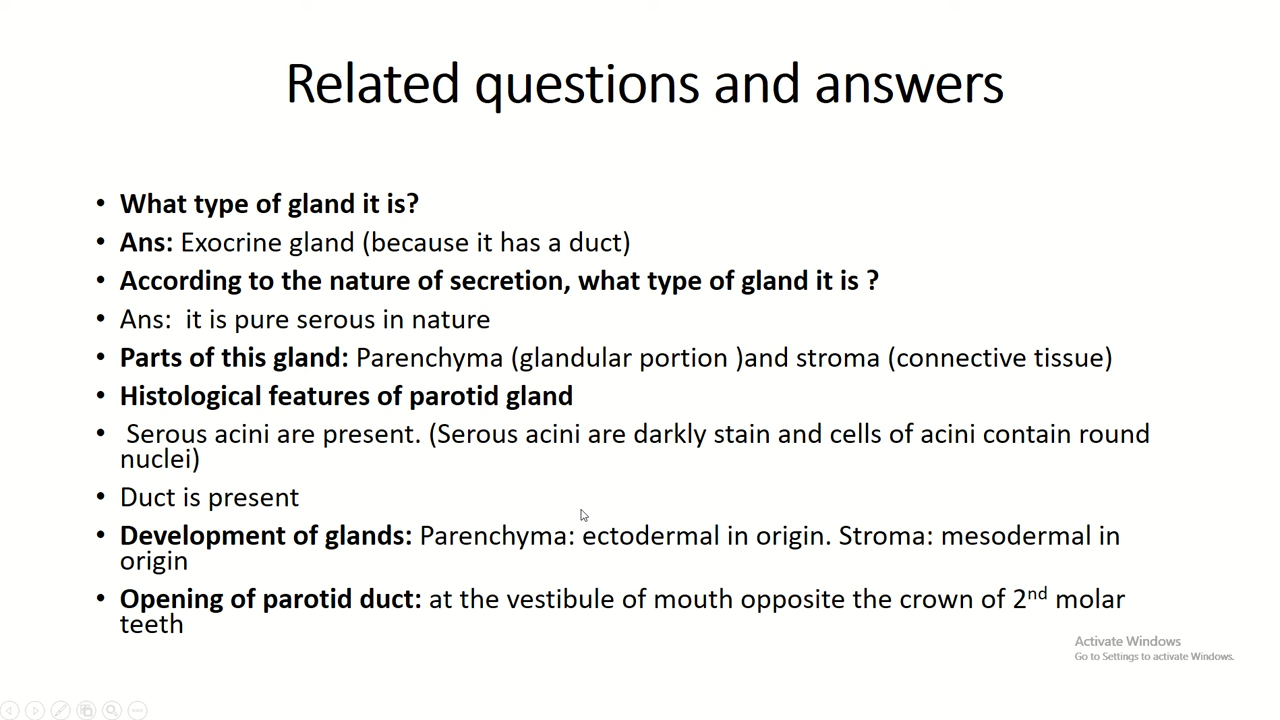 Related questions and answers
• What type of gland it is?
• Ans: Exocrine gland (because it has a duct)
• According to the nature of secretion, what type of gland it is ?
• Ans:  it is pure serous in nature
• Parts of this gland: Parenchyma (glandular portion )and stroma (connective tissue)
• Histological features of parotid gland
• Serous acini are present. (Serous acini are darkly stain and cells of acini contain round
nuclei)
• Duct is present
• Development of glands: Parenchyma: ectodermal in origin. Stroma: mesodermal in
origin
• Opening of parotid duct: at the vestibule of mouth opposite the crown of 2nd molar
teeth
Activate Windows
Go to Settings to activate Windows.